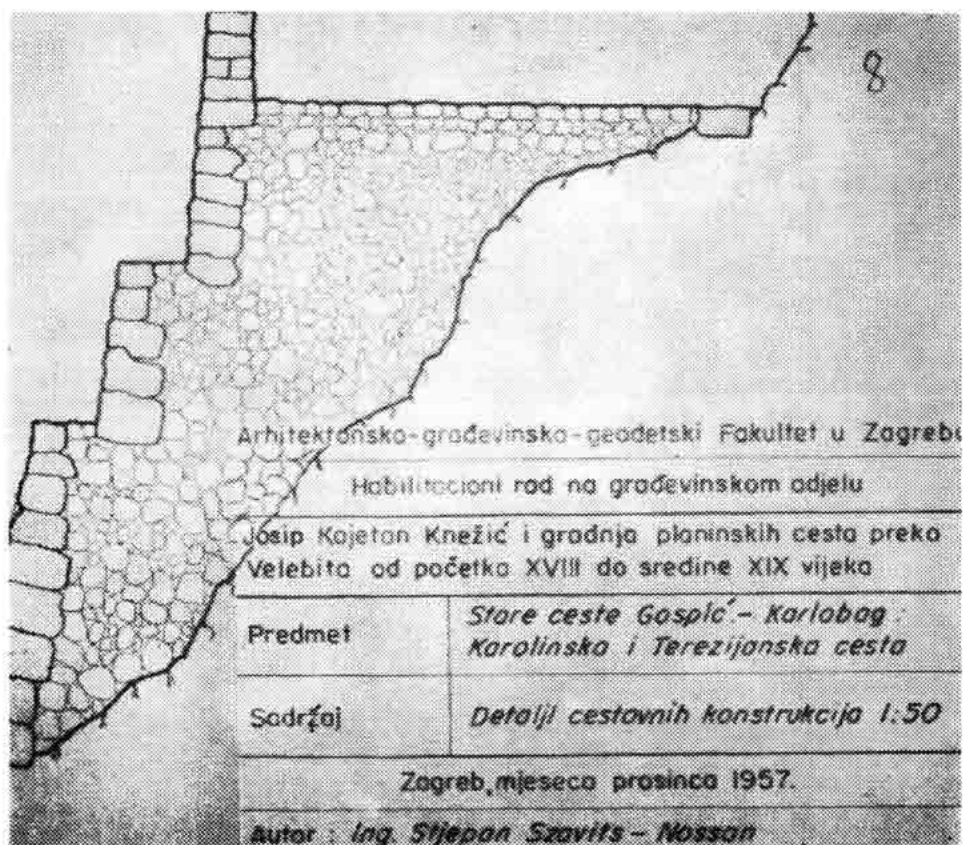 8
Arhitektonsko-građevinsko-geodetski Fakultet u Zagrebu
Habilitacioni rad na građevinskom odjelu
Josip Kajetan Knežić i gradnja planinskih cesta preko
Velebita od početka XVIII do sredine XIX vijeka
Predmet
Stare ceste Gospić - Karlobag :
Karolinska i Terezijanska cesta
Sadržaj
Detalji cestovnih konstrukcija 1:50
Zagreb, mjeseca prosinca 1957.
Autor : Ing. Stjepan Szavits - Nossan